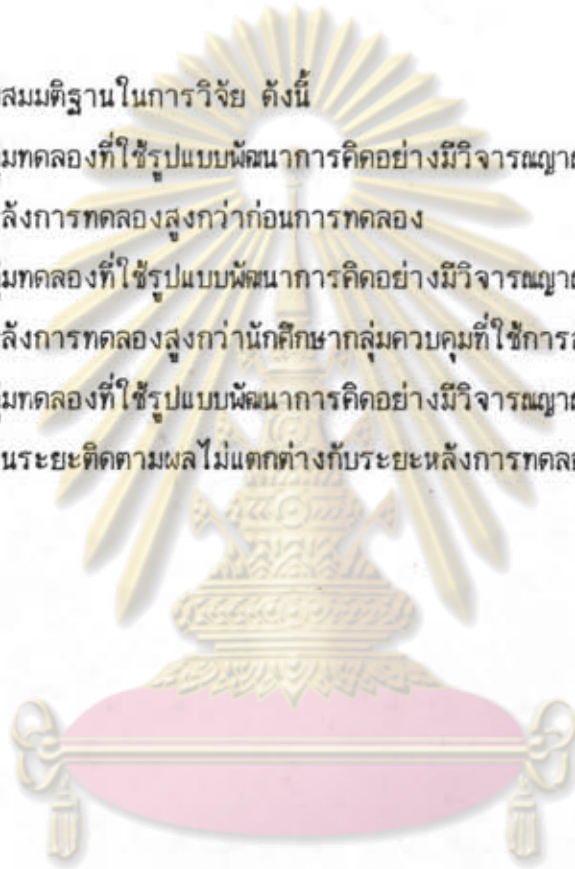 สมมติฐานในการวิจัย ดังนี้
มทดลองที่ใช้รูปแบบพัฒนาการคิดอย่างมีวิจารณญาณ
ลังการทดลองสูงกว่าก่อนการทดลอง
มทดลองที่ใช้รูปแบบพัฒนาการคิดอย่างมีวิจารณญาณ
ลังการทดลองสูงกว่านักศึกษากลุ่มควบคุมที่ใช้การส
มทดลองที่ใช้รูปแบบพัฒนาการคิดอย่างมีวิจารณญาณ
นระยะติดตามผลไม่แตกต่างกับระยะหลังการทดลอ